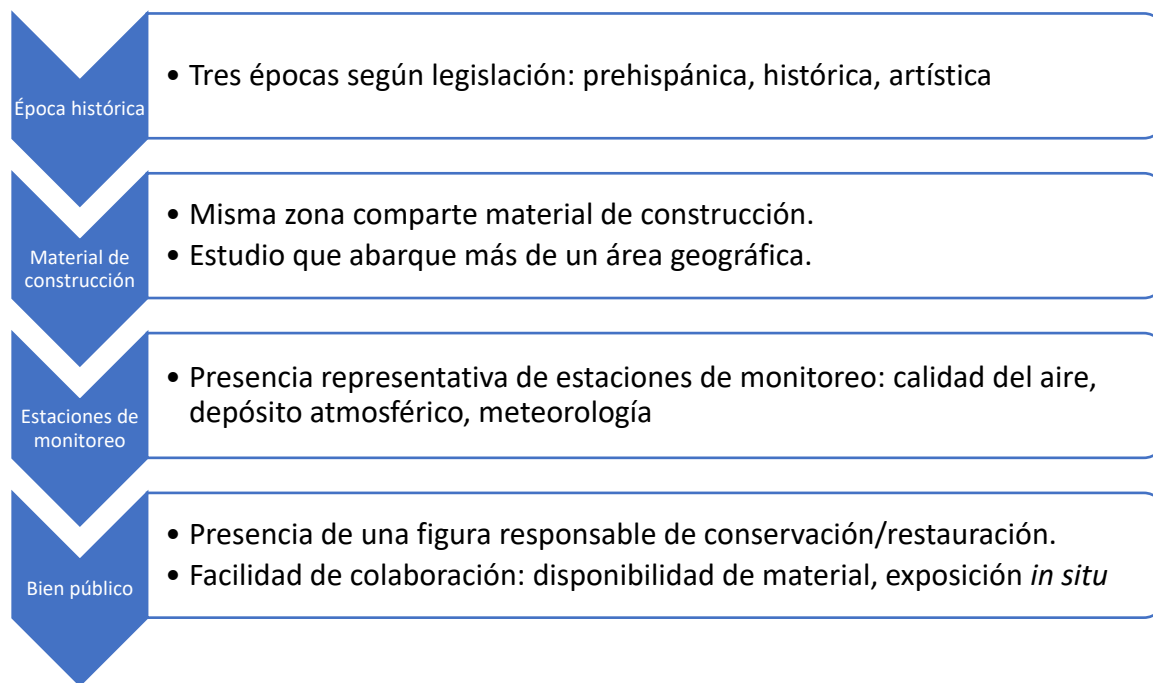 Época histórica
• Tres épocas según legislación: prehispánica, histórica, artística
Material de
construcción
• Misma zona comparte material de construcción.
• Estudio que abarque más de un área geográfica.
Estaciones de
monitoreo
• Presencia representativa de estaciones de monitoreo: calidad del aire,
depósito atmosférico, meteorología
Bien público
• Presencia de una figura responsable de conservación/restauración.
• Facilidad de colaboración: disponibilidad de material, exposición in situ